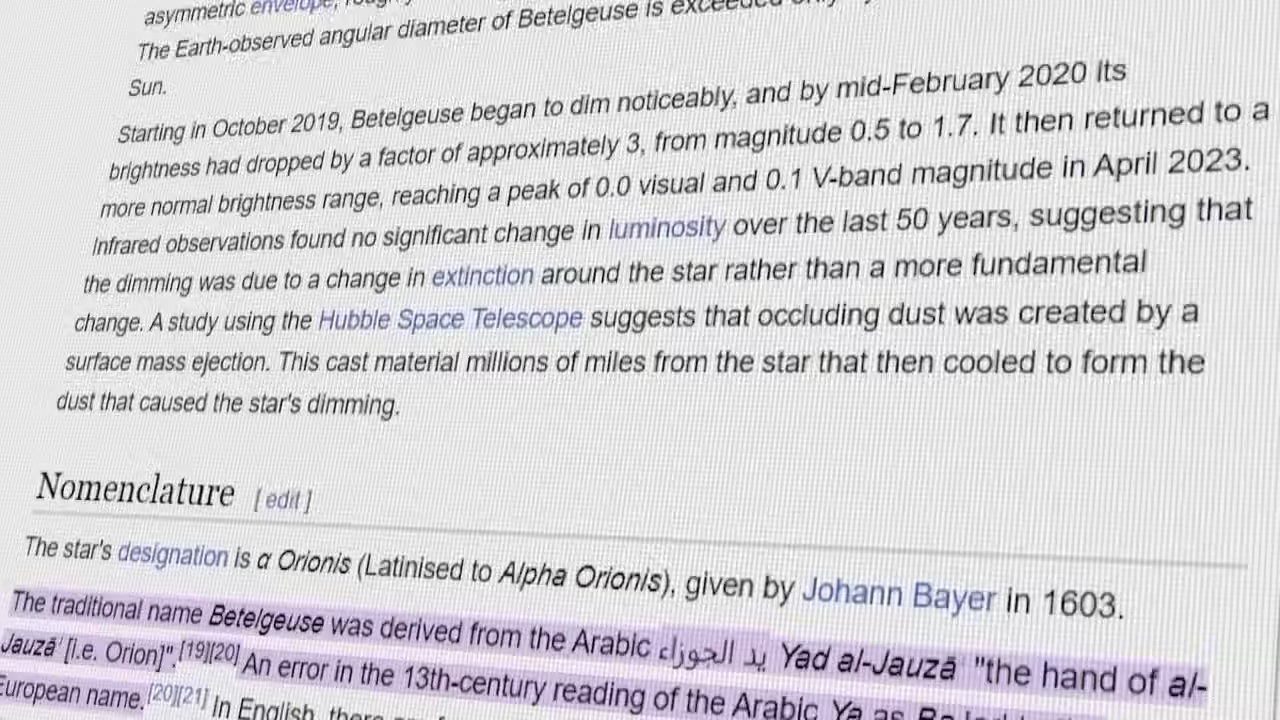 asymmetric envelope,
The Earth-observed angular diameter of Betelgeuse is exceeded only
Sun.
Starting in October 2019, Betelgeuse began to dim noticeably, and by mid-February 2020 its
brightness had dropped by a factor of approximately 3, from magnitude 0.5 to 1.7. It then returned to a
more normal brightness range, reaching a peak of 0.0 visual and 0.1 V-band magnitude in April 2023.
Infrared observations found no significant change in luminosity over the last 50 years, suggesting that
the dimming was due to a change in extinction around the star rather than a more fundamental
change. A study using the Hubble Space Telescope suggests that occluding dust was created by a
surface mass ejection. This cast material millions of miles from the star that then cooled to form the
dust that caused the star's dimming.
Nomenclature [edit]
The star's designation is α Orionis (Latinised to Alpha Orionis), given by Johann Bayer in 1603.
The traditional name Betelgeuse was derived from the Arabic يد الجوزاء Yad al-Jauzā "the hand of al-
Jauzā' [i.e. Orion]".[19][20] An error in the 13th-century reading of the Arabic Ya as
European name.[20][21] In English, there